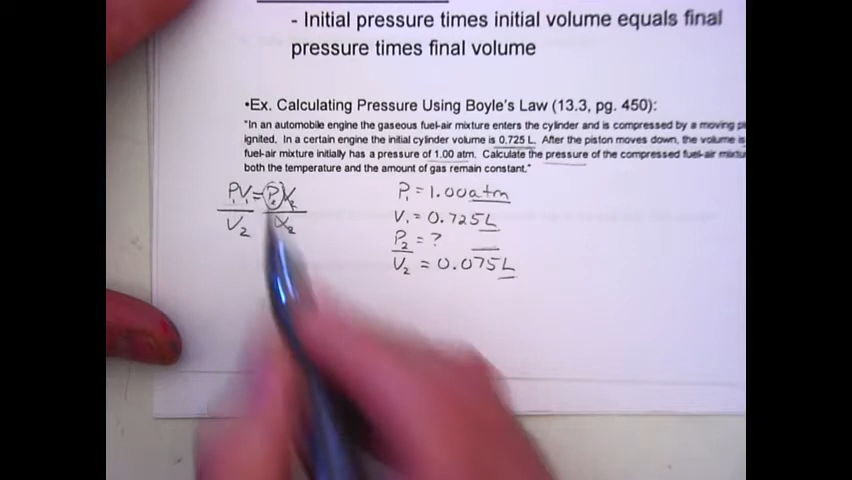 - Initial pressure times initial volume equals final
pressure times final volume
•Ex. Calculating Pressure Using Boyle's Law (13.3, pg. 450):
"In an automobile engine the gaseous fuel-air mixture enters the cylinder and is compressed by a moving
ignited. In a certain engine the initial cylinder volume is 0.725 L. After the piston moves down, the volume is
fuel-air mixture initially has a pressure of 1.00 atm. Calculate the pressure of the compressed fuel-air
both the temperature and the amount of gas remain constant."
P₁V₁ = P₂V₂
V₂ V₂
P₁ = 1.00atm
V₁ = 0.725L
P₂ = ?
V₂ = 0.075L